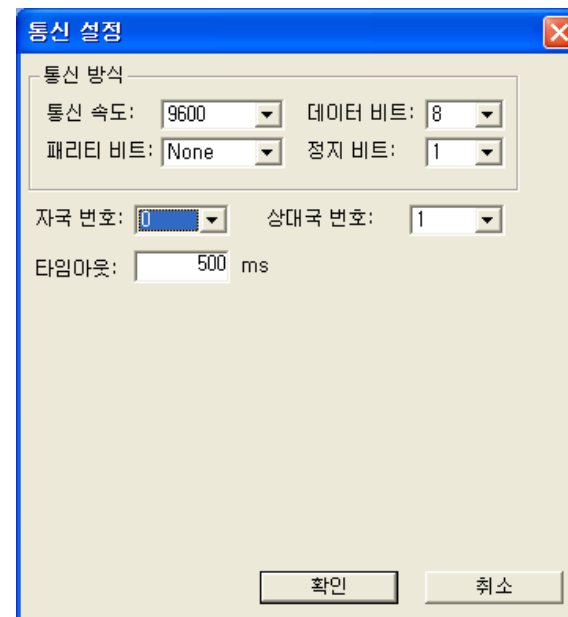 통신 설정
통신 방식
통신 속도: 9600 데이터 비트: 8
패리티 비트: None 정지 비트: 1
자국 번호: 0 상대국 번호: 1
타임아웃: 500 ms
확인 취소